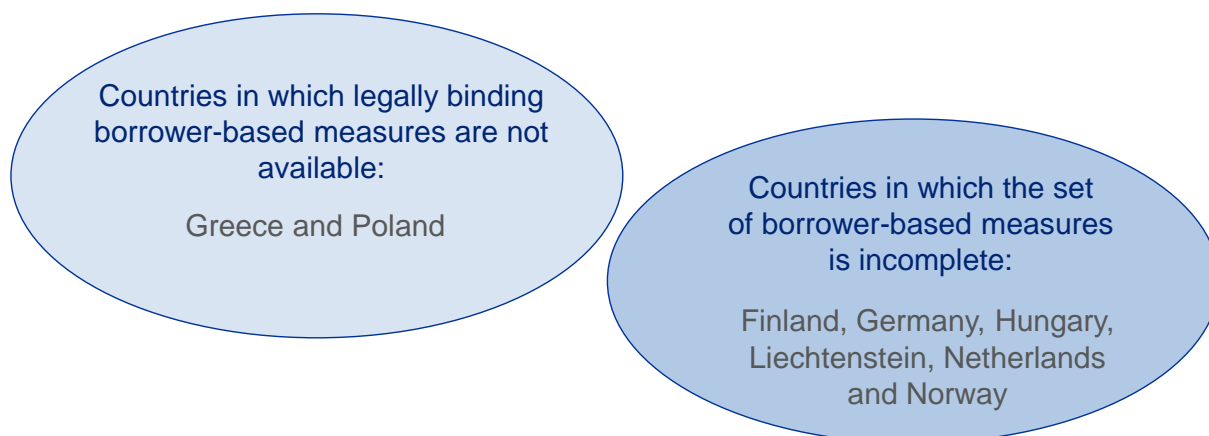 Countries in which legally binding
borrower-based measures are not
available:
Greece and Poland
Countries in which the set
of borrower-based measures
is incomplete:
Finland, Germany, Hungary,
Liechtenstein, Netherlands
and Norway